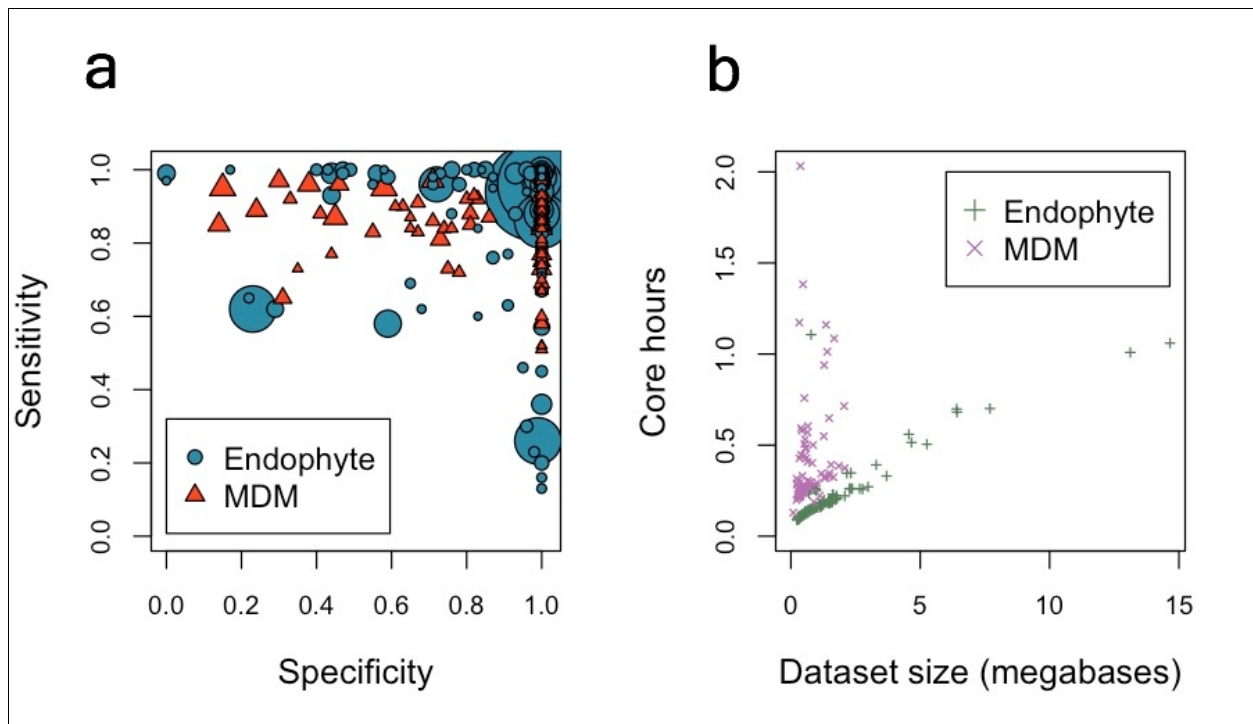 a
Sensitivity
1.0
0.8
0.6
0.4
0.2
0.0
Endophyte
MDM
0.0 0.2 0.4 0.6 0.8 1.0
Specificity
b
Core hours
2.0
1.5
1.0
0.5
0.0
Endophyte
MDM
0 5 10 15
Dataset size (megabases)